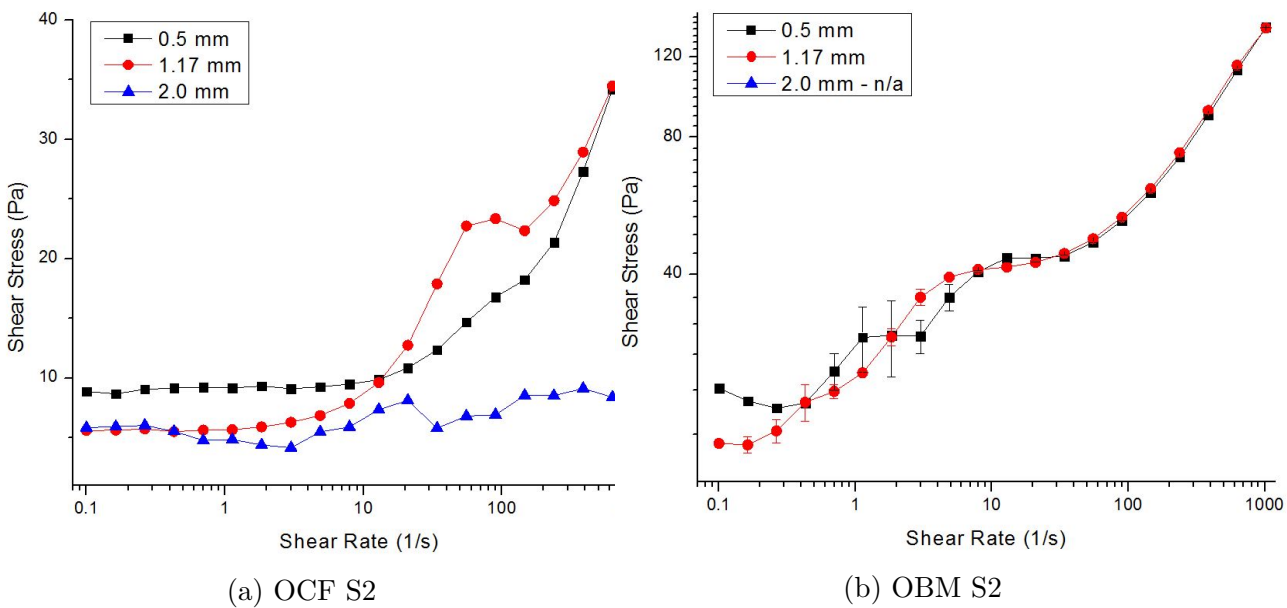 0.5 mm
1.17 mm
2.0 mm
40
30
20
10
Shear Stress (Pa)
0.1 1 10 100
Shear Rate (1/s)
(a) OCF S2
0.5 mm
1.17 mm
2.0 mm - n/a
120
80
40
Shear Stress (Pa)
0.1 1 10 100 1000
Shear Rate (1/s)
(b) OBM S2